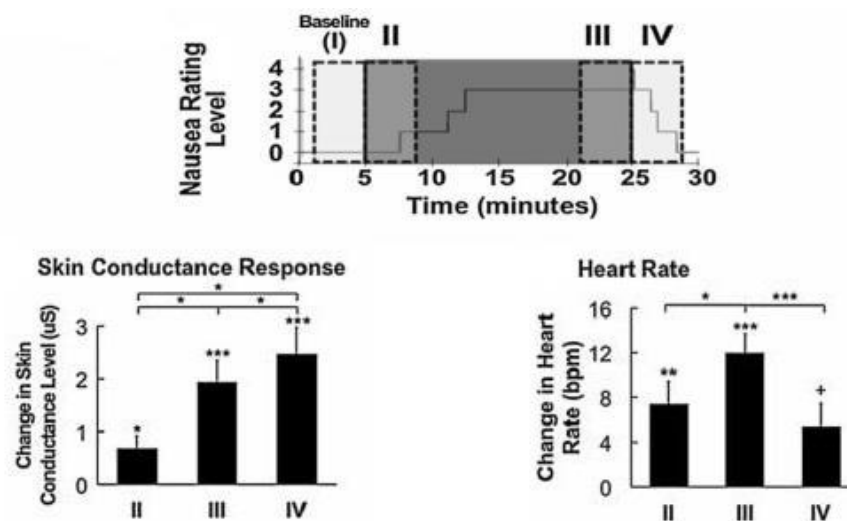 Baseline
(I) II III IV
Nausea Rating
Level
4
3
2
1
0
0 5 10 15 20 25 30
Time (minutes)
Skin Conductance Response
Change in Skin
Conductance Level (uS)
3
2
1
0
*
* *
* *** ***
II III IV
Heart Rate
Change in Heart
Rate (bpm)
16
12
8
4
0
* ***
** *** +
II III IV